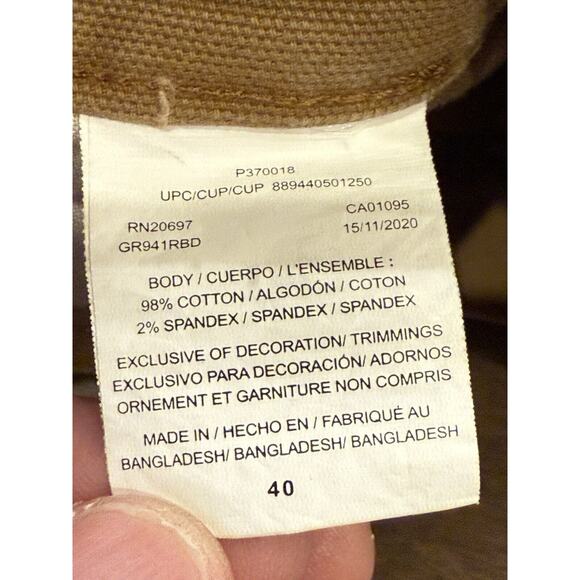 P370018
UPC/CUP/CUP 889440501250
RN20697 CA01095
GR941RBD 15/11/2020
BODY / CUERPO / L'ENSEMBLE :
98% COTTON / ALGODÓN / COTON
2% SPANDEX / SPANDEX / SPANDEX
EXCLUSIVE OF DECORATION/ TRIMMINGS
EXCLUSIVO PARA DECORACIÓN/ ADORNOS
ORNEMENT ET GARNITURE NON COMPRIS
MADE IN / HECHO EN / FABRIQUÉ AU
BANGLADESH/ BANGLADESH/ BANGLADESH
40